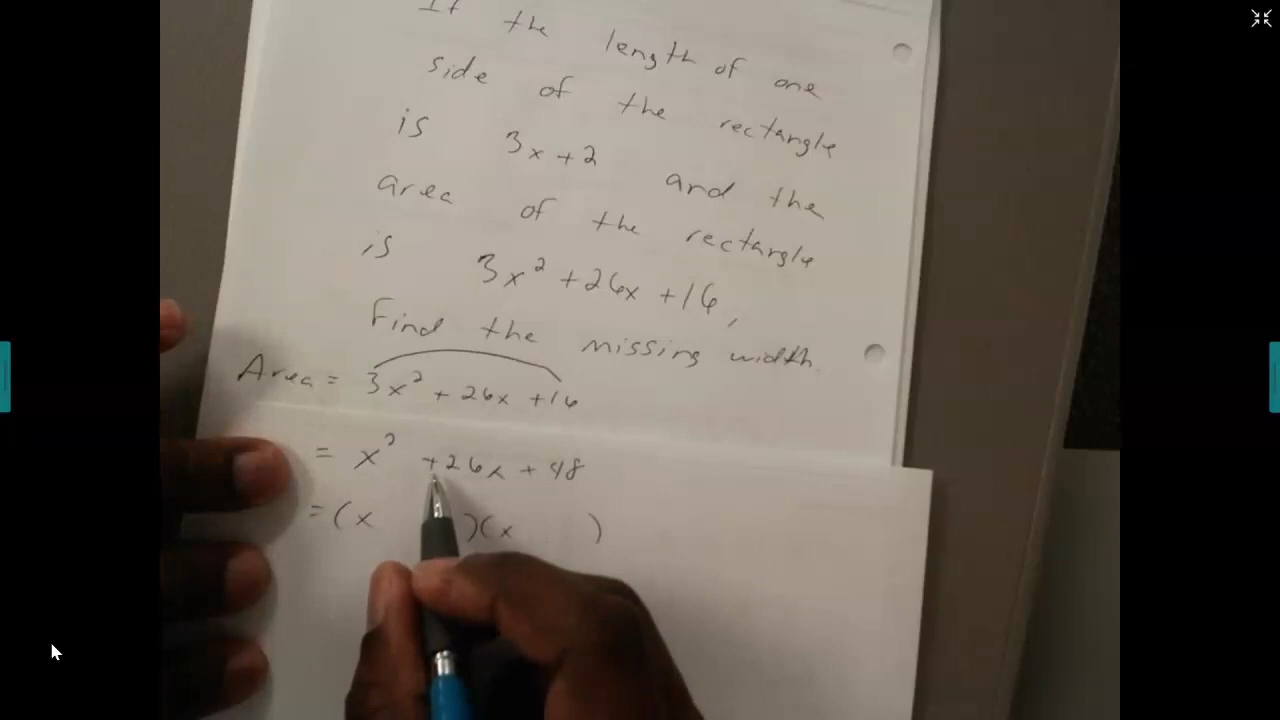 If the length of one
side of the rectangle
is 3x + 2 and the
area of the rectangle
is 3x² + 26x + 16,
Find the missing width.
Area = 3x² + 26x + 16
= x² + 26x + 48
= (x )(x )